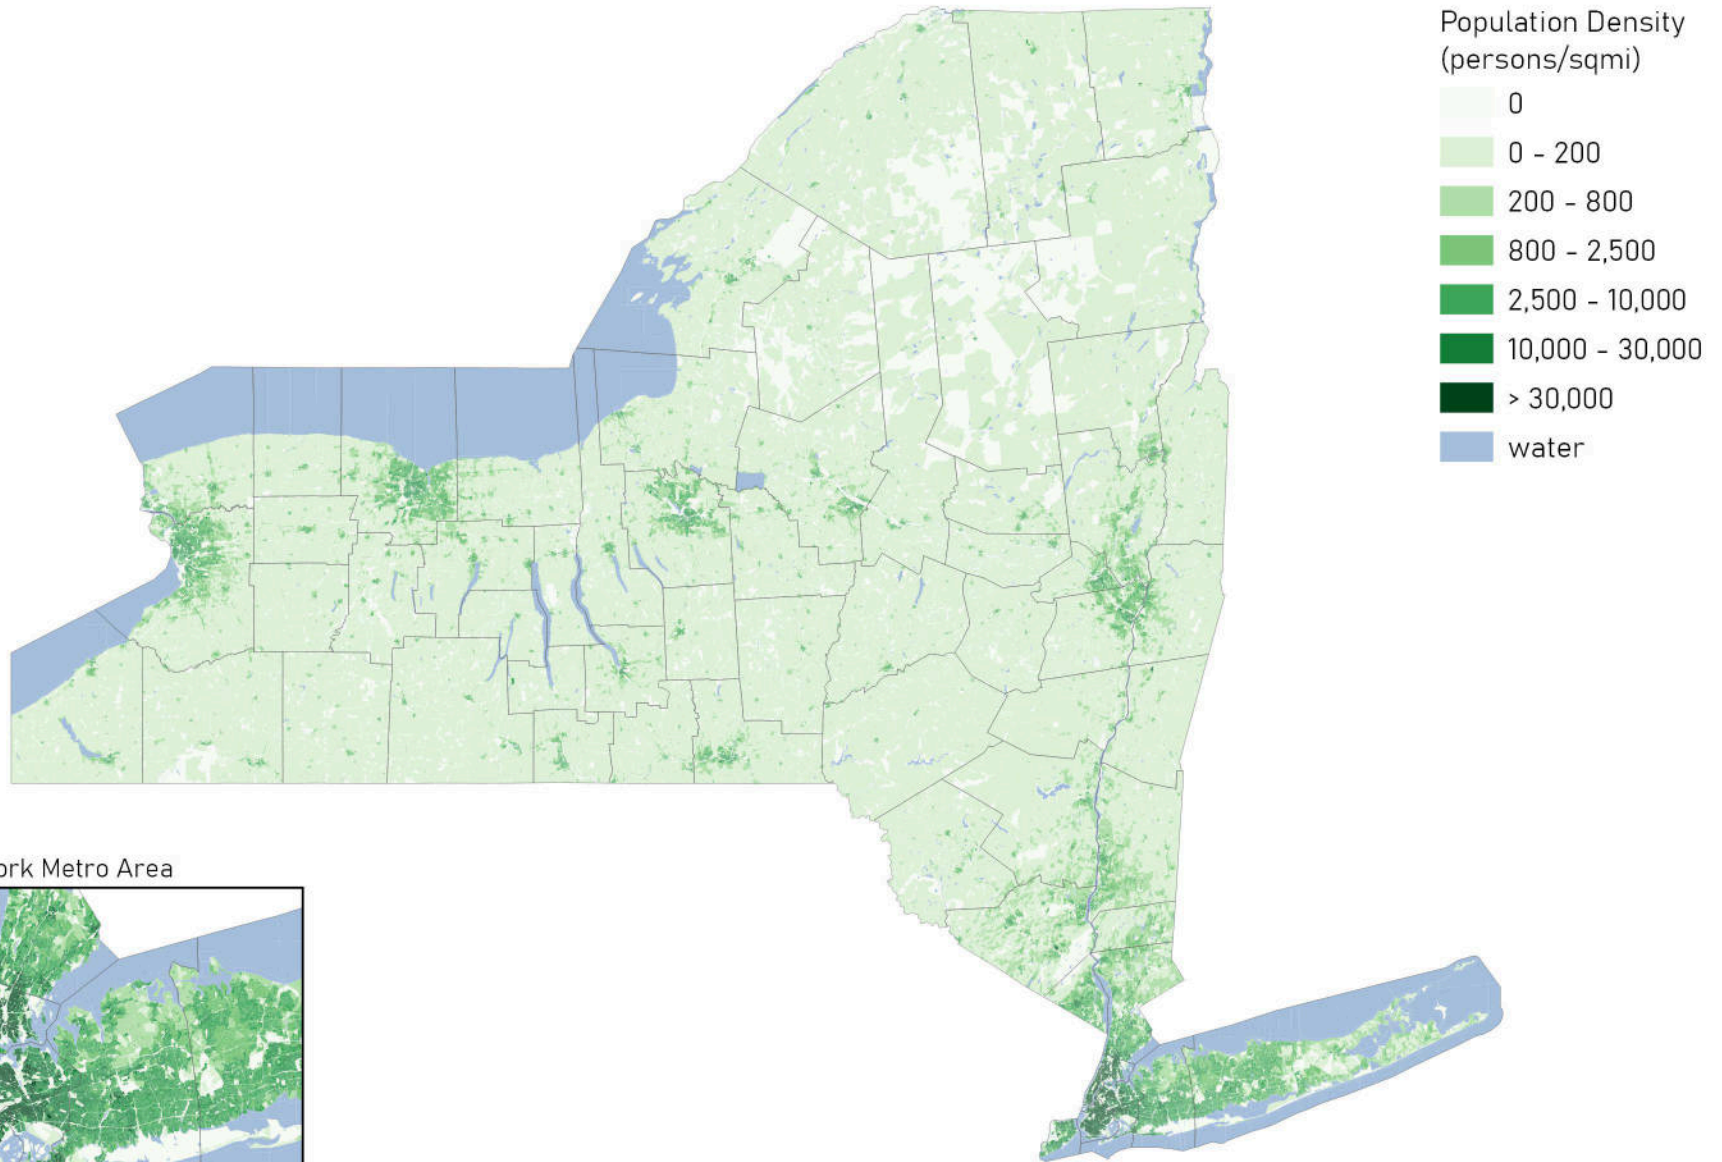 Population Density
(persons/sqmi)
0
0 - 200
200 - 800
800 - 2,500
2,500 - 10,000
10,000 - 30,000
> 30,000
water
ork Metro Area